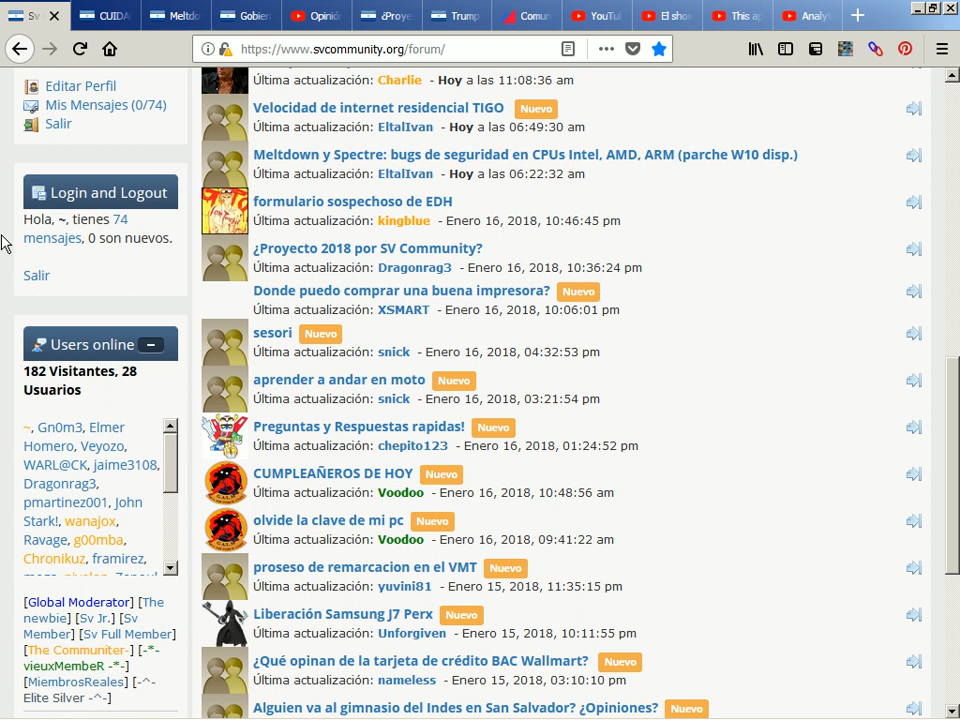 Sv
CUIDA
Meltdo
Gobier
Opinió
¿Proye
Trump
Comun
YouTu
El sho
This ap
Analyt
https://www.svcommunity.org/forum/
Editar Perfil
Mis Mensajes (0/74)
Salir
Login and Logout
Hola, ~, tienes 74
mensajes, 0 son nuevos.
Salir
Users online
182 Visitantes, 28
Usuarios
~, Gn0m3, Elmer
Homero, Veyozo,
WARL@CK, jaime3108,
Dragonrag3,
pmartinez001, John
Stark!, wanajox,
Ravage, g00mba,
Chronikuz, framirez,
[Global Moderator] [The
newbie] [Sv Jr.] [Sv
Member] [Sv Full Member]
[The Communiter-] [-*-
vieuxMembeR -*-]
[MiembrosReales] [-^-
Elite Silver -^-]
Última actualización: Charlie - Hoy a las 11:08:36 am
Velocidad de internet residencial TIGO Nuevo
Última actualización: EltalIvan - Hoy a las 06:49:30 am
Meltdown y Spectre: bugs de seguridad en CPUs Intel, AMD, ARM (parche W10 disp.)
Última actualización: EltalIvan - Hoy a las 06:22:32 am
formulario sospechoso de EDH
Última actualización: kingblue - Enero 16, 2018, 10:46:45 pm
¿Proyecto 2018 por SV Community?
Última actualización: Dragonrag3 - Enero 16, 2018, 10:36:24 pm
Donde puedo comprar una buena impresora? Nuevo
Última actualización: XSMART - Enero 16, 2018, 10:06:01 pm
sesori Nuevo
Última actualización: snick - Enero 16, 2018, 04:32:53 pm
aprender a andar en moto Nuevo
Última actualización: snick - Enero 16, 2018, 03:21:54 pm
Preguntas y Respuestas rapidas! Nuevo
Última actualización: chepito123 - Enero 16, 2018, 01:24:52 pm
CUMPLEAÑEROS DE HOY Nuevo
Última actualización: Voodoo - Enero 16, 2018, 10:48:56 am
olvide la clave de mi pc Nuevo
Última actualización: Voodoo - Enero 16, 2018, 09:41:22 am
proseso de remarcacion en el VMT Nuevo
Última actualización: yuvini81 - Enero 15, 2018, 11:35:15 pm
Liberación Samsung J7 Perx Nuevo
Última actualización: Unforgiven - Enero 15, 2018, 10:11:55 pm
¿Qué opinan de la tarjeta de crédito BAC Wallmart? Nuevo
Última actualización: nameless - Enero 15, 2018, 03:10:10 pm
Alguien va al gimnasio del Indes en San Salvador? ¿Opiniones? Nuevo